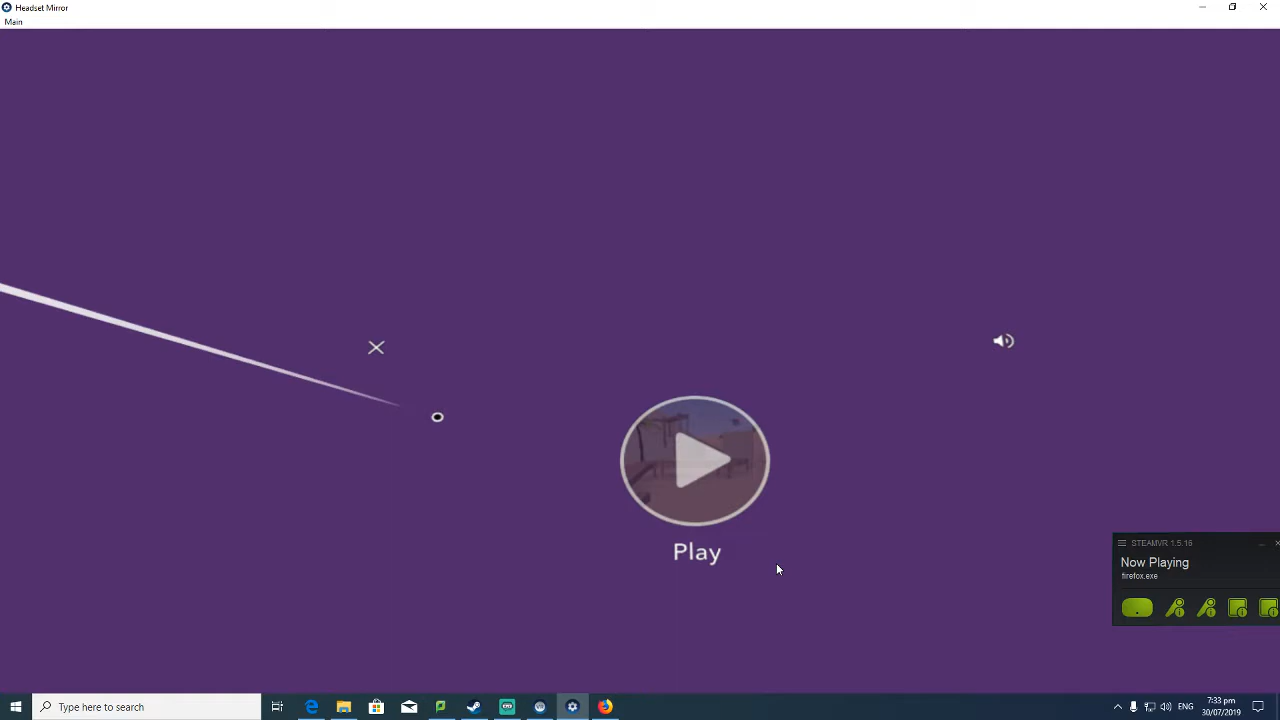 Headset Mirror
Main
Play
STEAMVR 1.5.16
Now Playing
firefox.exe
Type here to search
ENG
7:33 pm
30/07/2019